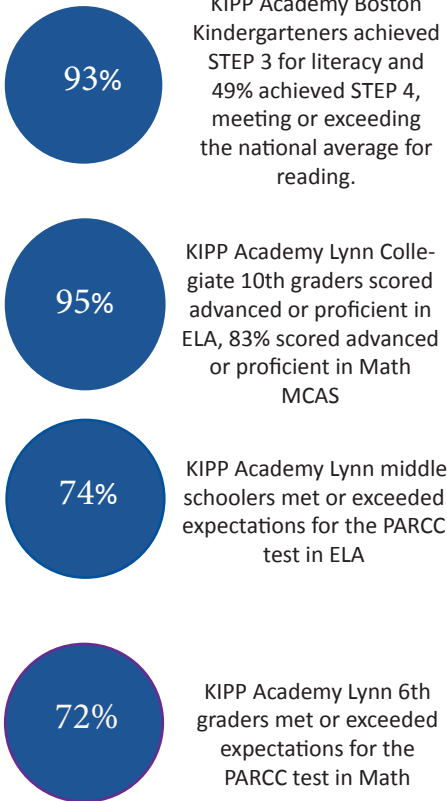 KIPP Academy Boston
Kindergarteners achieved
STEP 3 for literacy and
49% achieved STEP 4,
meeting or exceeding
the national average for
reading.
93%
KIPP Academy Lynn Colle-
giate 10th graders scored
advanced or proficient in
ELA, 83% scored advanced
or proficient in Math
MCAS
95%
KIPP Academy Lynn middle
schoolers met or exceeded
expectations for the PARCC
test in ELA
74%
KIPP Academy Lynn 6th
graders met or exceeded
expectations for the
PARCC test in Math
72%